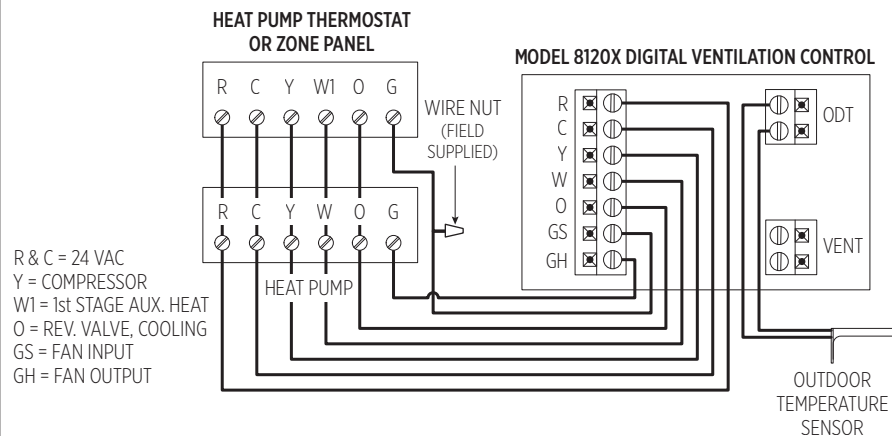 HEAT PUMP THERMOSTAT
OR ZONE PANEL
R C Y W1 O G
WIRE NUT
(FIELD
SUPPLIED)
R C Y W O G
HEAT PUMP
R & C = 24 VAC
Y = COMPRESSOR
W1 = 1st STAGE AUX. HEAT
O = REV. VALVE, COOLING
GS = FAN INPUT
GH = FAN OUTPUT
MODEL 8120X DIGITAL VENTILATION CONTROL
R
C
Y
W
O
GS
GH
ODT
VENT
OUTDOOR
TEMPERATURE
SENSOR